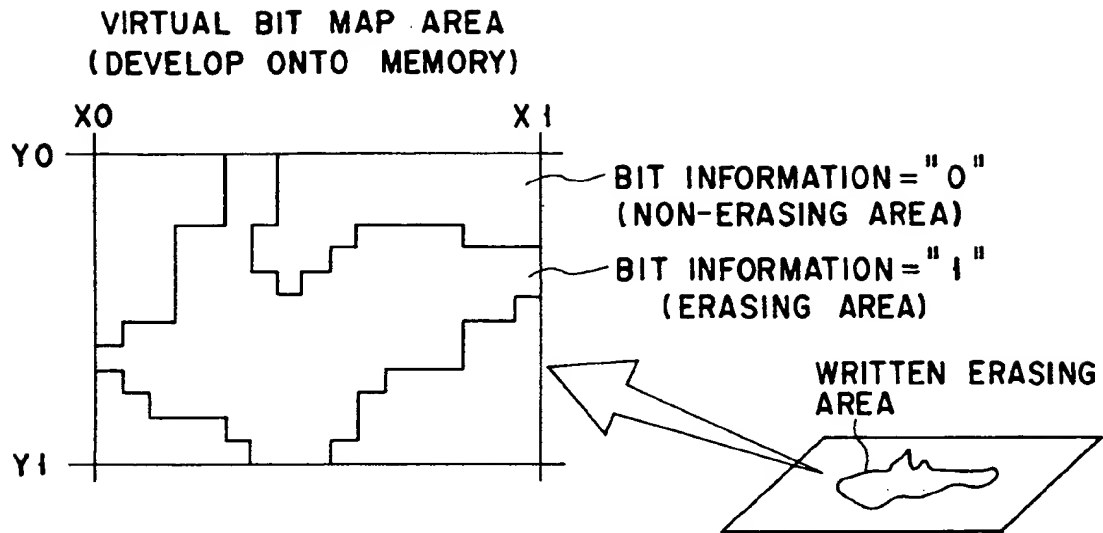 VIRTUAL BIT MAP AREA
(DEVELOP ONTO MEMORY)
X0 X1
Y0
BIT INFORMATION="0"
(NON-ERASING AREA)
BIT INFORMATION="1"
(ERASING AREA)
WRITTEN ERASING
AREA
Y1